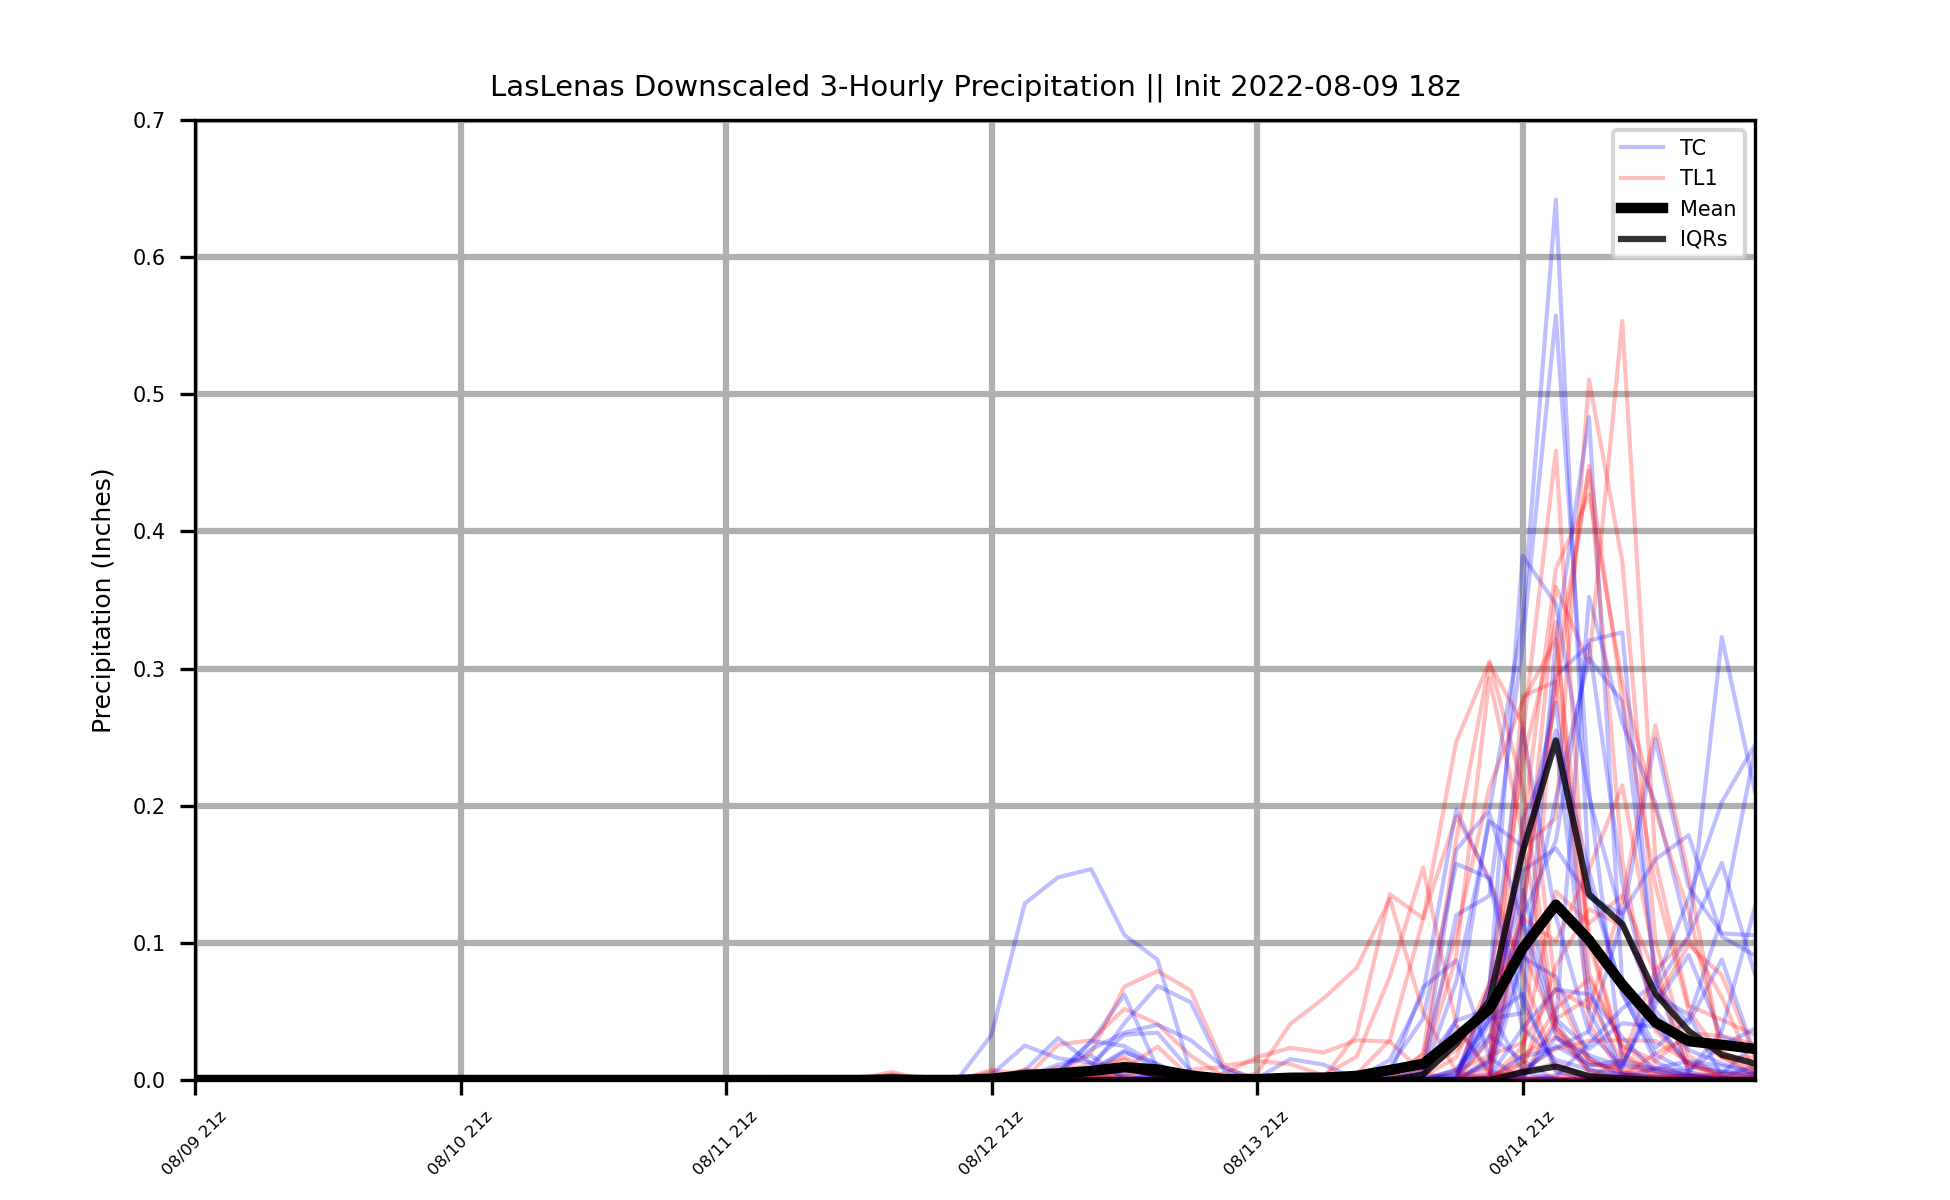 LasLenas Downscaled 3-Hourly Precipitation || Init 2022-08-09 18z
0.7
0.6
0.5
0.4
0.3
0.2
0.1
0.0
Precipitation (Inches)
TC
TL1
Mean
IQRs
08/09 21z
08/10 21z
08/11 21z
08/12 21z
08/13 21z
08/14 21z